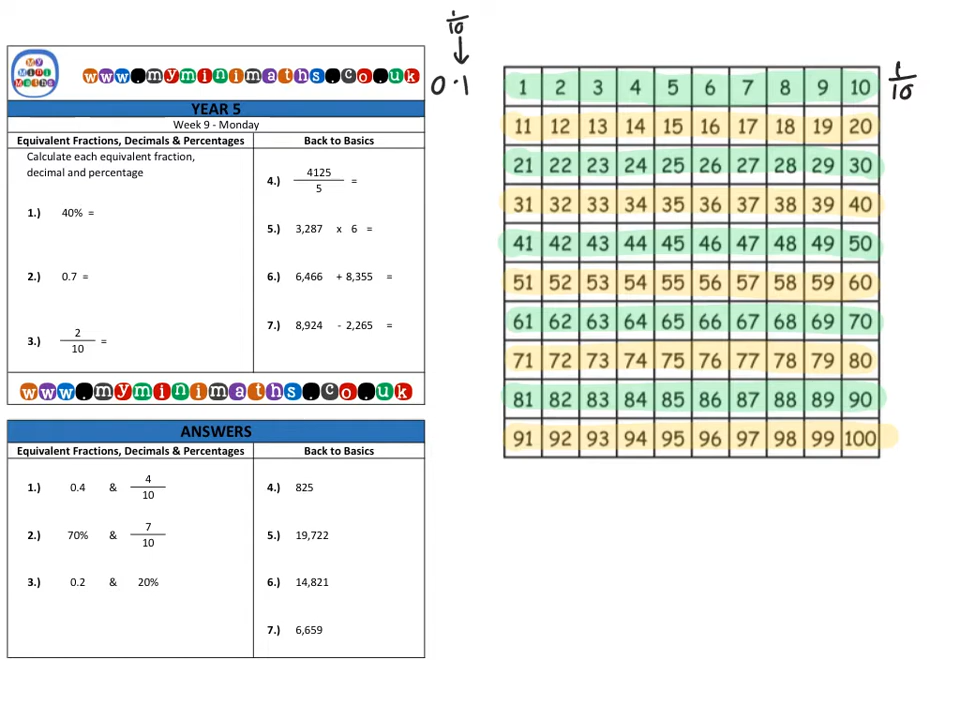 My
Mini
Maths
www.myminimaths.co.uk
YEAR 5
Week 9 - Monday
Equivalent Fractions, Decimals & Percentages
Calculate each equivalent fraction,
decimal and percentage
1.) 40% =
2.) 0.7 =
3.) 2/10 =
Back to Basics
4.) 4125/5 =
5.) 3,287 x 6 =
6.) 6,466 + 8,355 =
7.) 8,924 - 2,265 =
www.myminimaths.co.uk
ANSWERS
Equivalent Fractions, Decimals & Percentages
1.) 0.4 & 4/10
2.) 70% & 7/10
3.) 0.2 & 20%
Back to Basics
4.) 825
5.) 19,722
6.) 14,821
7.) 6,659
1/10
↓
0.1
1 2 3 4 5 6 7 8 9 10 1/10
11 12 13 14 15 16 17 18 19 20
21 22 23 24 25 26 27 28 29 30
31 32 33 34 35 36 37 38 39 40
41 42 43 44 45 46 47 48 49 50
51 52 53 54 55 56 57 58 59 60
61 62 63 64 65 66 67 68 69 70
71 72 73 74 75 76 77 78 79 80
81 82 83 84 85 86 87 88 89 90
91 92 93 94 95 96 97 98 99 100